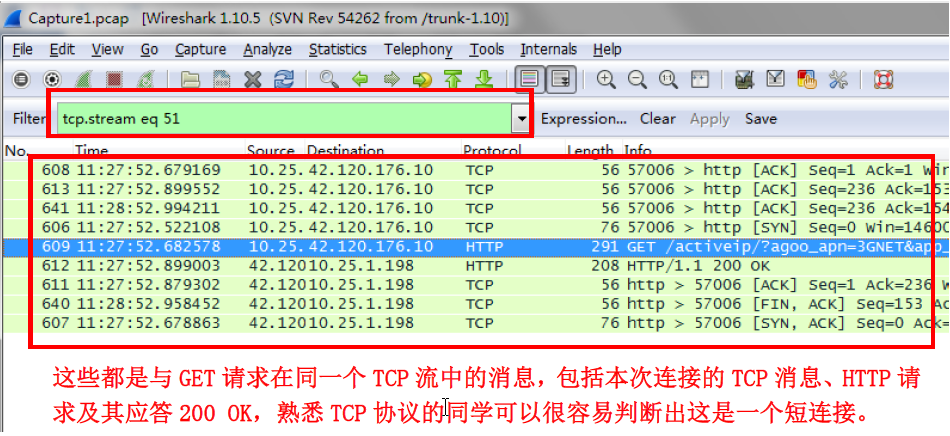 Capture1.pcap [Wireshark 1.10.5 (SVN Rev 54262 from /trunk-1.10)]
File Edit View Go Capture Analyze Statistics Telephony Tools Internals Help
Filter tcp.stream eq 51 Expression... Clear Apply Save
No. Time Source Destination Protocol Length Info
608 11:27:52.679169 10.25. 42.120.176.10 TCP 56 57006 > http [ACK] Seq=1 Ack=1 Win
613 11:27:52.899552 10.25. 42.120.176.10 TCP 56 57006 > http [ACK] Seq=236 Ack=153
641 11:28:52.994211 10.25. 42.120.176.10 TCP 56 57006 > http [ACK] Seq=236 Ack=154
606 11:27:52.522108 10.25. 42.120.176.10 TCP 76 57006 > http [SYN] Seq=0 Win=14600
609 11:27:52.682578 10.25. 42.120.176.10 HTTP 291 GET /activeip/?agoo_apn=3GNET&app_
612 11:27:52.899003 42.120 10.25.1.198 HTTP 208 HTTP/1.1 200 OK
611 11:27:52.879302 42.120 10.25.1.198 TCP 56 http > 57006 [ACK] Seq=1 Ack=236 W
640 11:28:52.958452 42.120 10.25.1.198 TCP 56 http > 57006 [FIN, ACK] Seq=153 Ac
607 11:27:52.678863 42.120 10.25.1.198 TCP 76 http > 57006 [SYN, ACK] Seq=0 Ack=
这些都是与 GET 请求在同一个 TCP 流中的消息，包括本次连接的 TCP 消息、HTTP 请
求及其应答 200 OK，熟悉 TCP 协议的同学可以很容易判断出这是一个短连接。